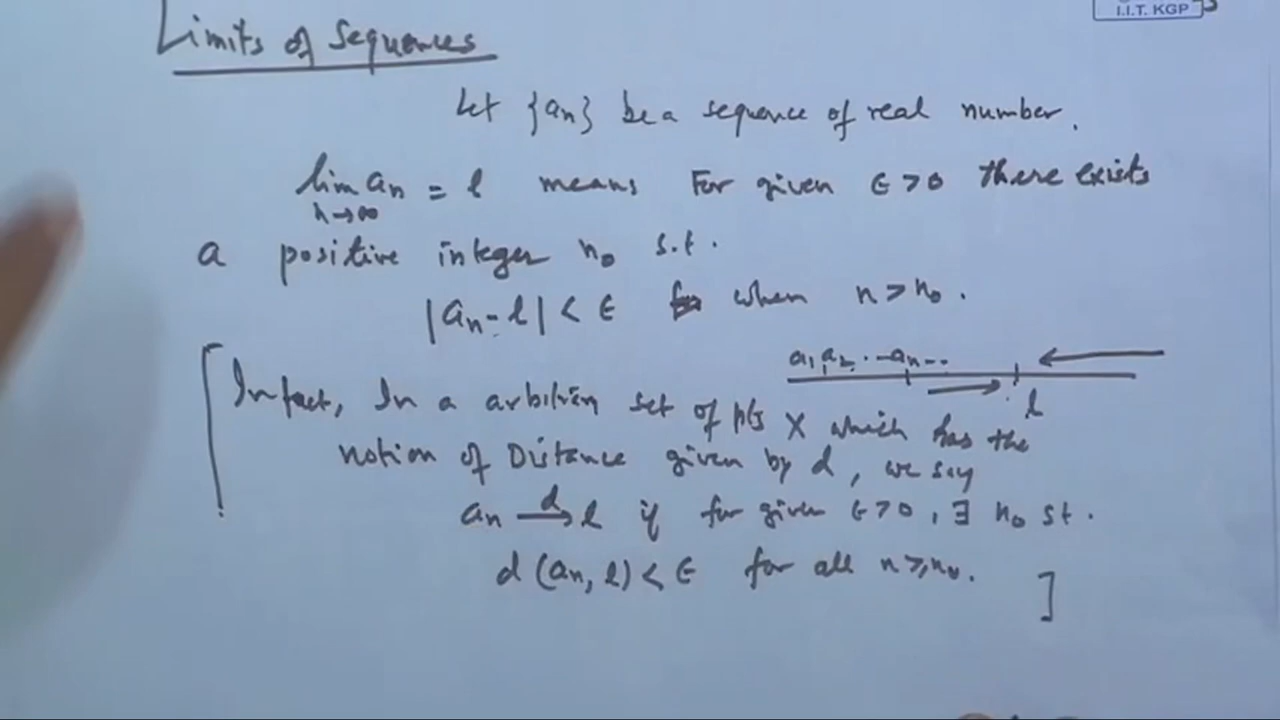 I.I.T. KGP
Limits of Sequences
Let {an} be a sequence of real number.
lim an = l means For given ϵ>0 there exists
n→∞
a positive integer n₀ s.t.
|an - l| < ϵ when n > n₀.
a₁, a₂, .. an ..
l
In fact, In a arbitrary set of pts X which has the
notion of Distance given by d, we say
an →ᵈ l if for given ϵ>0, ∃ n₀ st.
d (an, l) < ϵ for all n ≥ n₀. ]